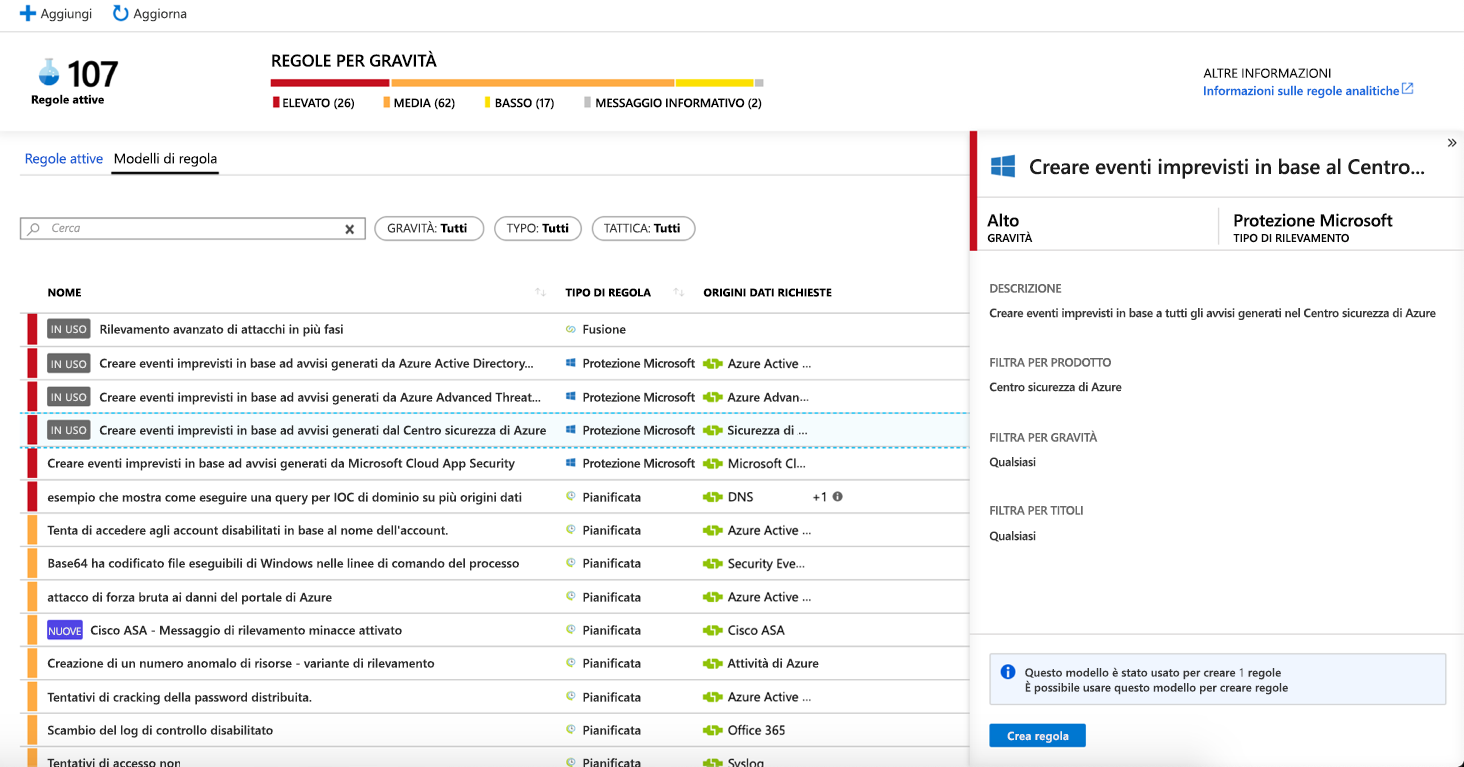 Aggiungi Aggiorna
107
Regole attive
REGOLE PER GRAVITÀ
ELEVATO (26) MEDIA (62) BASSO (17) MESSAGGIO INFORMATIVO (2)
ALTRE INFORMAZIONI
Informazioni sulle regole analitiche
Regole attive Modelli di regola
Cerca
GRAVITÀ: Tutti TYPO: Tutti TATTICA: Tutti
NOME TIPO DI REGOLA ORIGINI DATI RICHIESTE
IN USO Rilevamento avanzato di attacchi in più fasi Fusione
IN USO Creare eventi imprevisti in base ad avvisi generati da Azure Active Directory... Protezione Microsoft Azure Active ...
IN USO Creare eventi imprevisti in base ad avvisi generati da Azure Advanced Threat... Protezione Microsoft Azure Advan...
IN USO Creare eventi imprevisti in base ad avvisi generati dal Centro sicurezza di Azure Protezione Microsoft Sicurezza di ...
Creare eventi imprevisti in base ad avvisi generati da Microsoft Cloud App Security Protezione Microsoft Microsoft Cl...
esempio che mostra come eseguire una query per IOC di dominio su più origini dati Pianificata DNS +1
Tenta di accedere agli account disabilitati in base al nome dell'account. Pianificata Azure Active ...
Base64 ha codificato file eseguibili di Windows nelle linee di comando del processo Pianificata Security Eve...
attacco di forza bruta ai danni del portale di Azure Pianificata Azure Active ...
NUOVE Cisco ASA - Messaggio di rilevamento minacce attivato Pianificata Cisco ASA
Creazione di un numero anomalo di risorse - variante di rilevamento Pianificata Attività di Azure
Tentativi di cracking della password distribuita. Pianificata Azure Active ...
Scambio del log di controllo disabilitato Pianificata Office 365
Tentativi di accesso non Pianificata Syslog
»
Creare eventi imprevisti in base al Centro...
Alto
GRAVITÀ
Protezione Microsoft
TIPO DI RILEVAMENTO
DESCRIZIONE
Creare eventi imprevisti in base a tutti gli avvisi generati nel Centro sicurezza di Azure
FILTRA PER PRODOTTO
Centro sicurezza di Azure
FILTRA PER GRAVITÀ
Qualsiasi
FILTRA PER TITOLI
Qualsiasi
Questo modello è stato usato per creare 1 regole
È possibile usare questo modello per creare regole
Crea regola